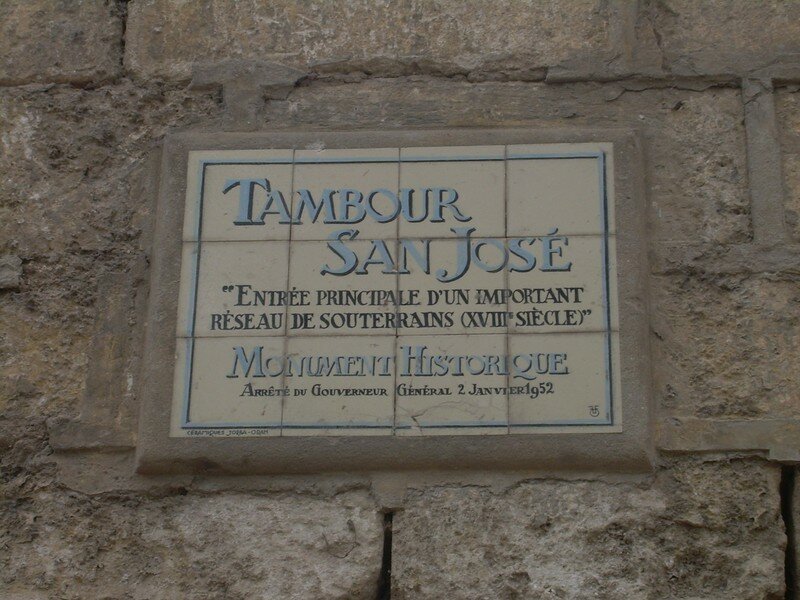 TAMBOUR
SAN JOSÉ
"ENTRÉE PRINCIPALE D'UN IMPORTANT
RÉSEAU DE SOUTERRAINS (XVIIIᵉ SIÈCLE)"
MONUMENT HISTORIQUE
ARRÊTÉ DU GOUVERNEUR GÉNÉRAL 2 JANVIER 1952